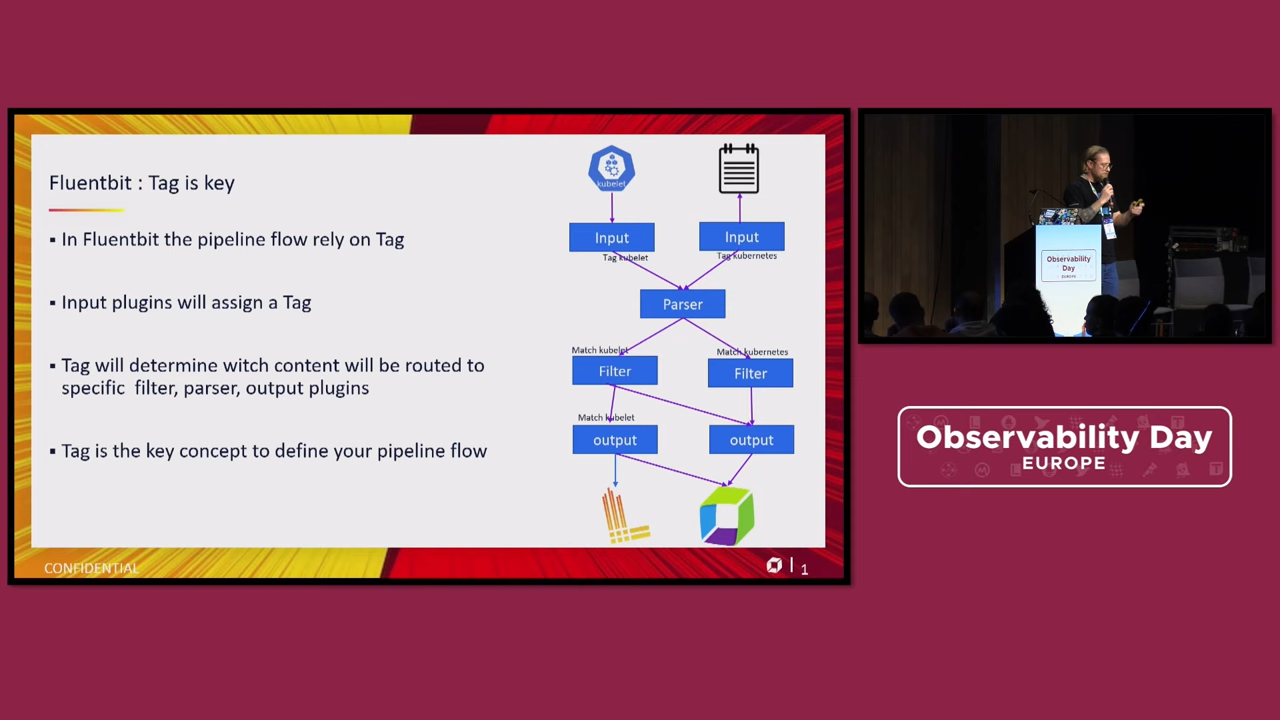 Fluentbit : Tag is key
▪ In Fluentbit the pipeline flow rely on Tag
▪ Input plugins will assign a Tag
▪ Tag will determine witch content will be routed to
specific filter, parser, output plugins
▪ Tag is the key concept to define your pipeline flow
kubelet
Input
Input
Tag kubelet
Tag kubernetes
Parser
Match kubelet
Match kubernetes
Filter
Filter
Match kubelet
output
output
CONFIDENTIAL
1
Observability
Day
EUROPE
Observability Day
EUROPE